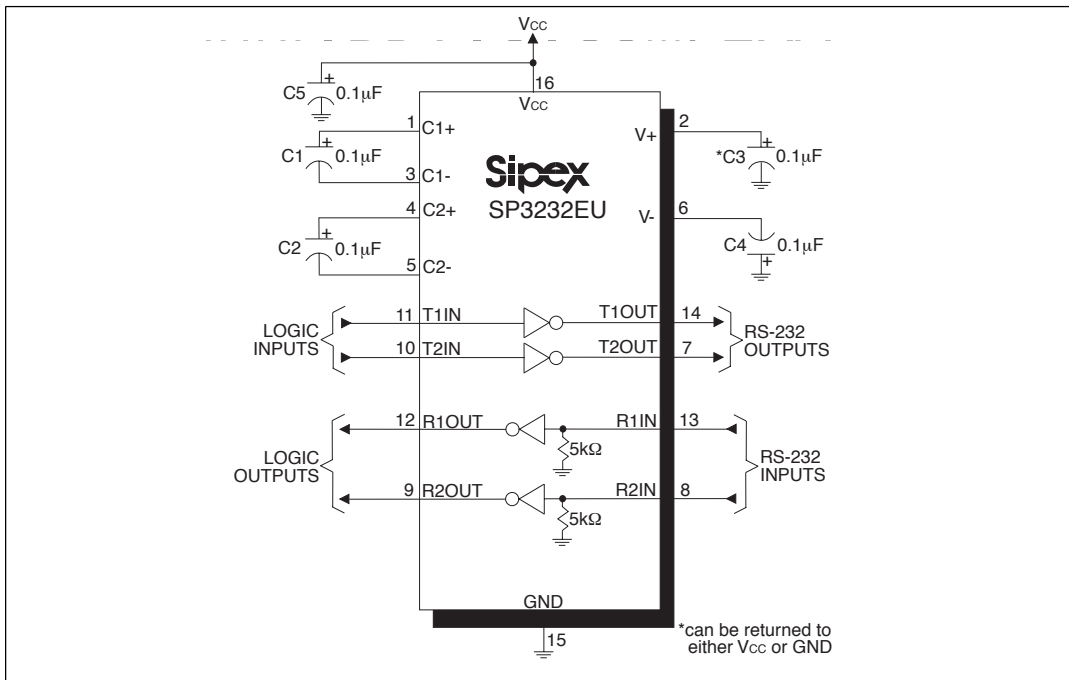 VCC
16
VCC
C5
+
0.1µF
1
C1+
C1
+
0.1µF
3
C1-
4
C2+
C2
+
0.1µF
5
C2-
Sipex
SP3232EU
V+
2
*C3
+
0.1µF
V-
6
C4
+
0.1µF
LOGIC
INPUTS
11 T1IN
T1OUT 14
10 T2IN
T2OUT 7
RS-232
OUTPUTS
LOGIC
OUTPUTS
12 R1OUT
R1IN 13
5kΩ
9 R2OUT
R2IN 8
5kΩ
RS-232
INPUTS
GND
15
*can be returned to
either VCC or GND